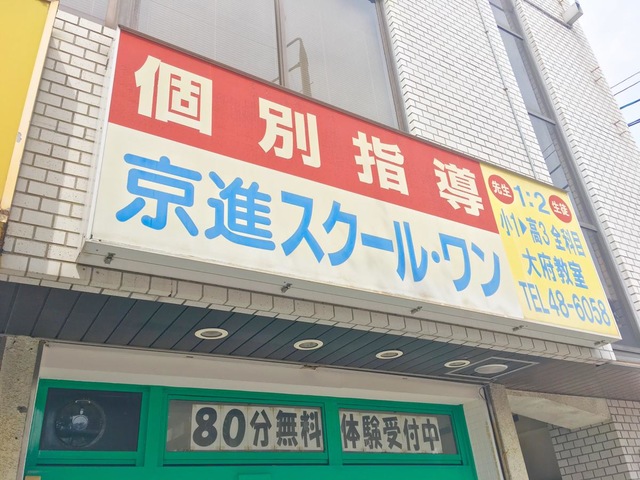 個別指導
京進スクール・ワン
先生 1:2 生徒
小1▶高3 全科目
大府教室
TEL48-6058
80分無料 体験受付中